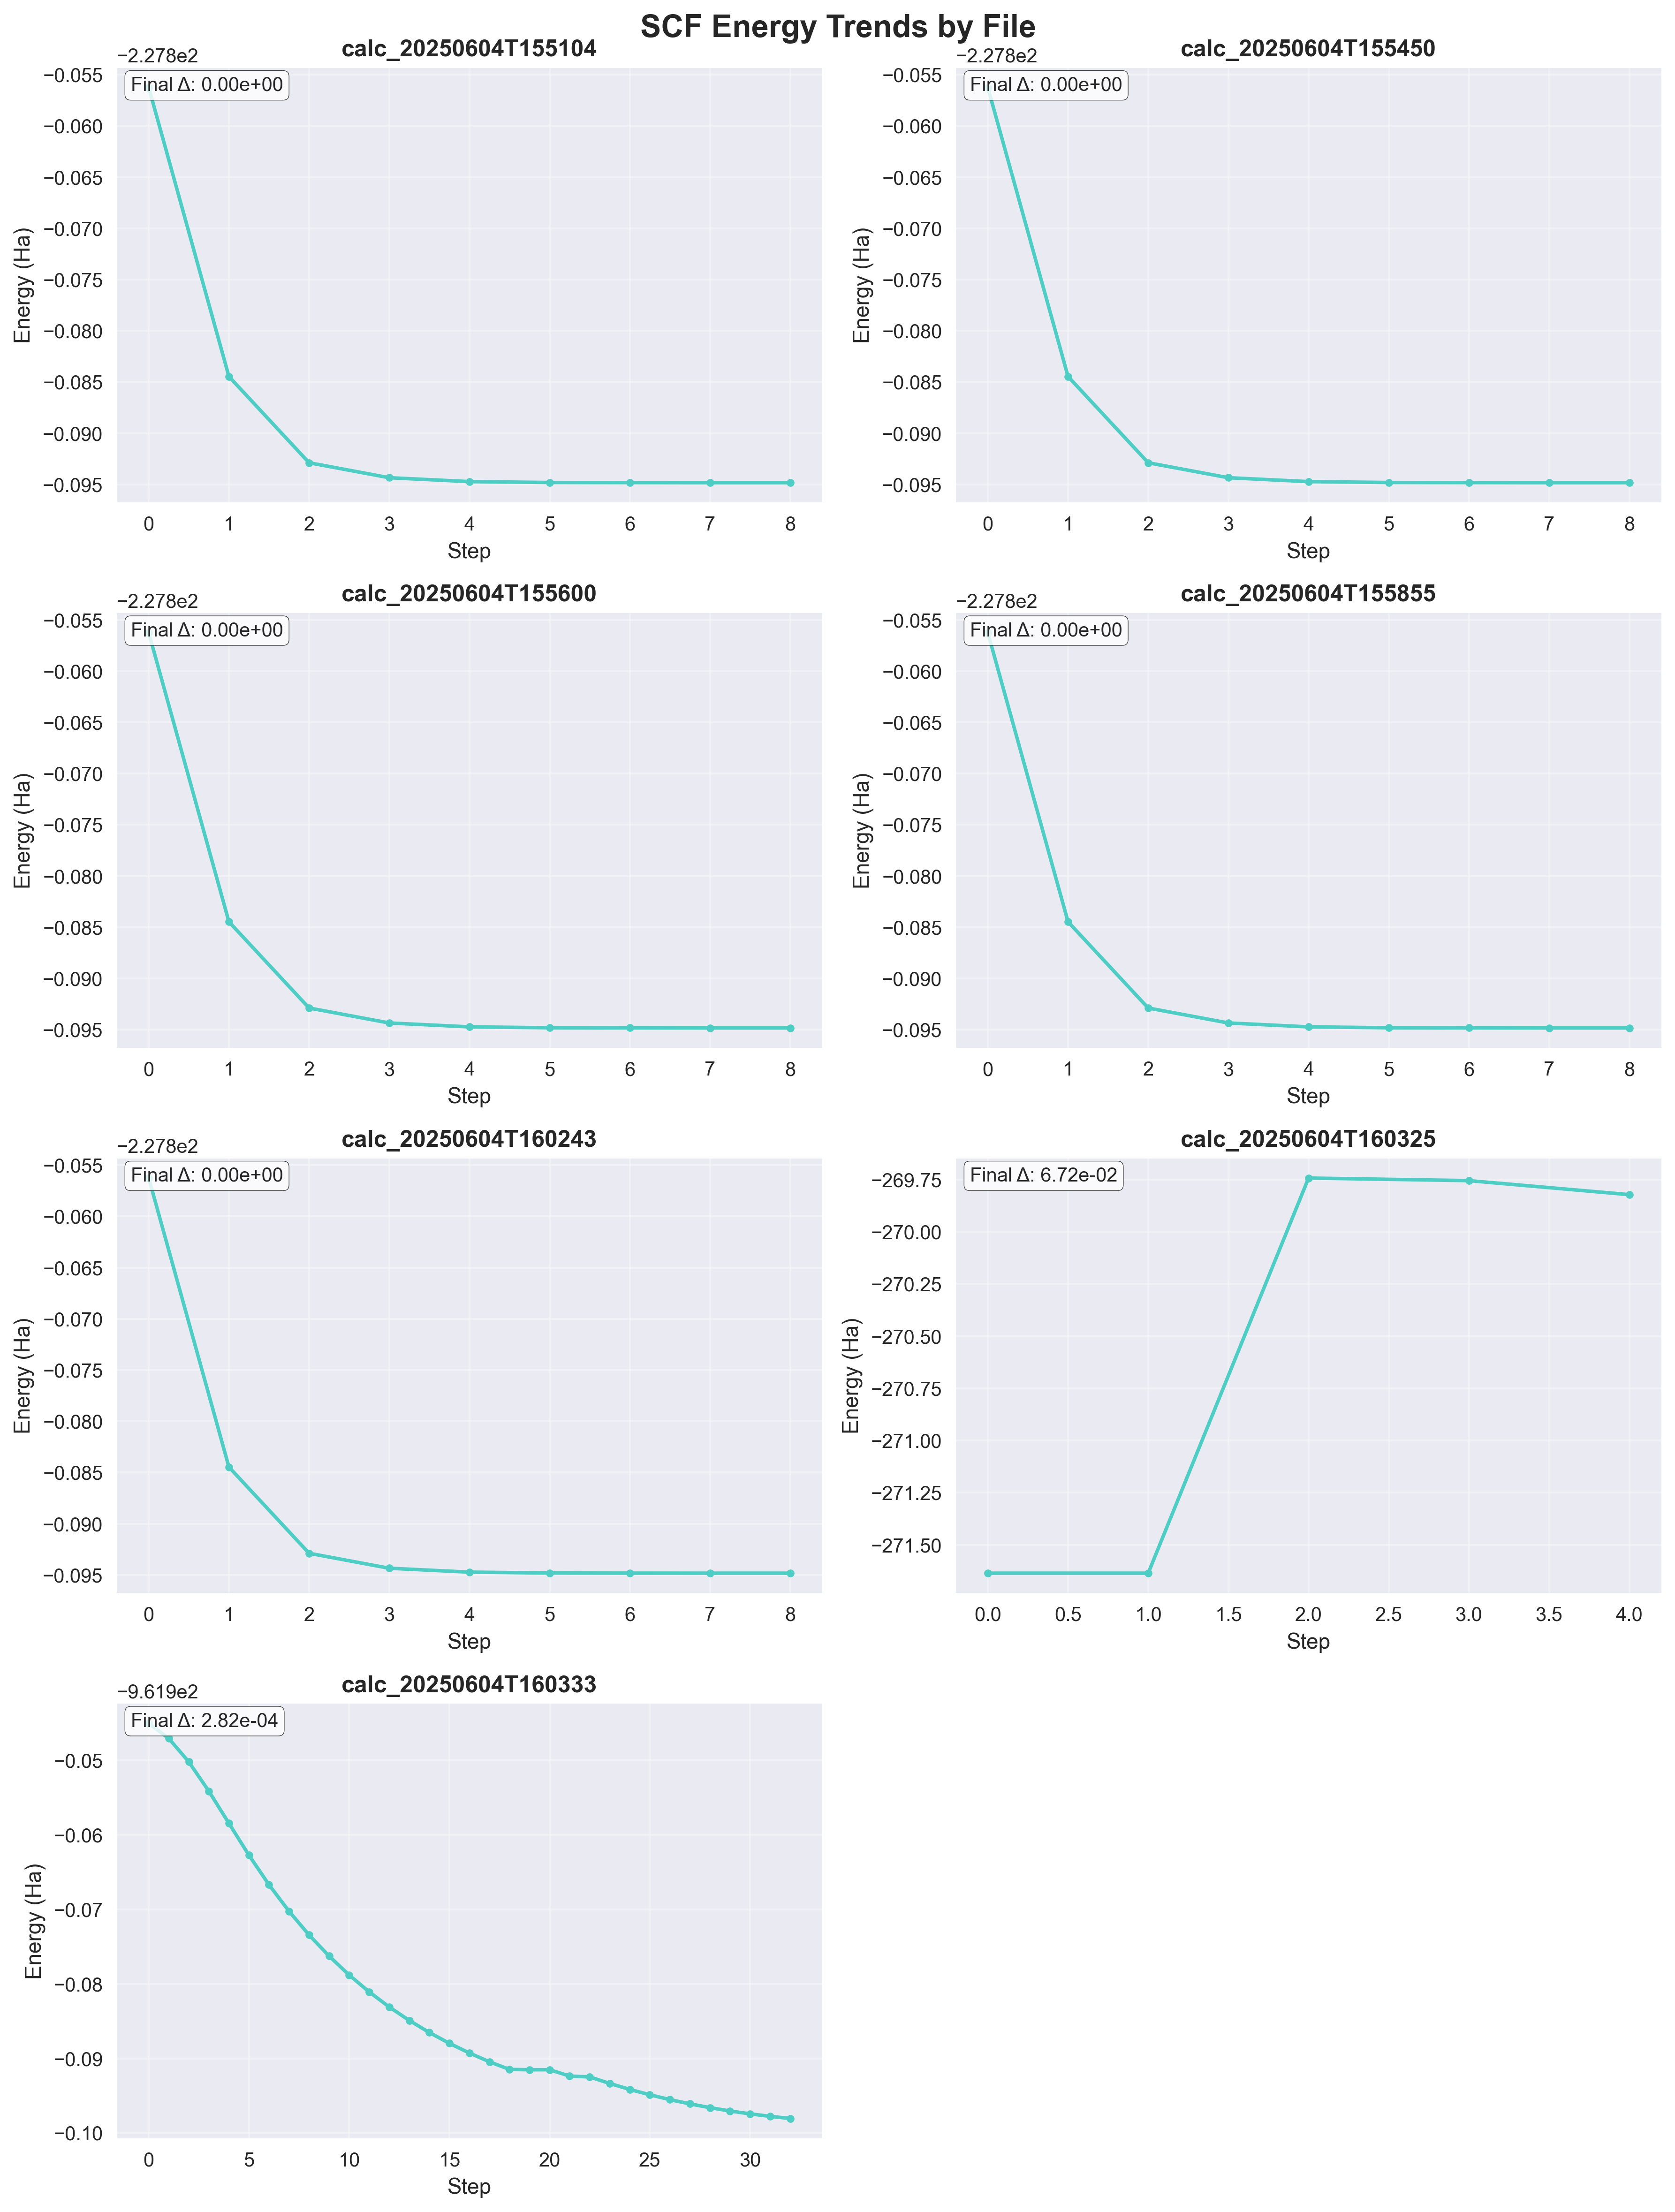 SCF Energy Trends by File
calc_20250604T155104
−2.278e2
Final Δ: 0.00e+00
−0.055
−0.060
−0.065
−0.070
−0.075
−0.080
−0.085
−0.090
−0.095
Energy (Ha)
0 1 2 3 4 5 6 7 8
Step
calc_20250604T155450
−2.278e2
Final Δ: 0.00e+00
−0.055
−0.060
−0.065
−0.070
−0.075
−0.080
−0.085
−0.090
−0.095
Energy (Ha)
0 1 2 3 4 5 6 7 8
Step
calc_20250604T155600
−2.278e2
Final Δ: 0.00e+00
−0.055
−0.060
−0.065
−0.070
−0.075
−0.080
−0.085
−0.090
−0.095
Energy (Ha)
0 1 2 3 4 5 6 7 8
Step
calc_20250604T155855
−2.278e2
Final Δ: 0.00e+00
−0.055
−0.060
−0.065
−0.070
−0.075
−0.080
−0.085
−0.090
−0.095
Energy (Ha)
0 1 2 3 4 5 6 7 8
Step
calc_20250604T160243
−2.278e2
Final Δ: 0.00e+00
−0.055
−0.060
−0.065
−0.070
−0.075
−0.080
−0.085
−0.090
−0.095
Energy (Ha)
0 1 2 3 4 5 6 7 8
Step
calc_20250604T160325
Final Δ: 6.72e-02
−269.75
−270.00
−270.25
−270.50
−270.75
−271.00
−271.25
−271.50
Energy (Ha)
0.0 0.5 1.0 1.5 2.0 2.5 3.0 3.5 4.0
Step
calc_20250604T160333
−9.619e2
Final Δ: 2.82e-04
−0.05
−0.06
−0.07
−0.08
−0.09
−0.10
Energy (Ha)
0 5 10 15 20 25 30
Step